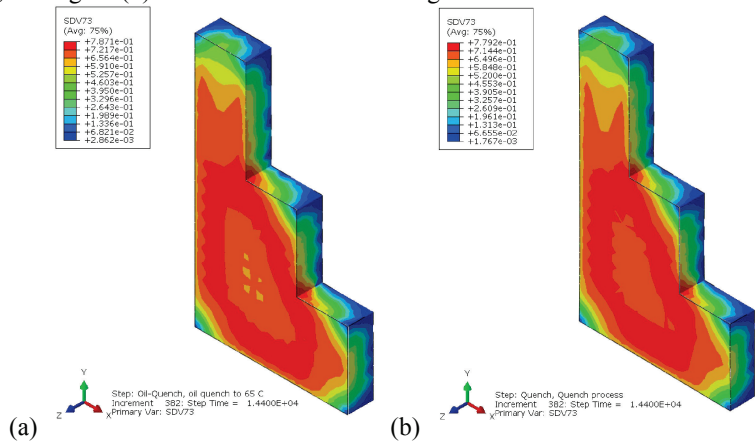 SDV73
(Avg: 75%)
+7.871e-01
+7.217e-01
+6.564e-01
+5.910e-01
+5.257e-01
+4.603e-01
+3.950e-01
+3.296e-01
+2.643e-01
+1.989e-01
+1.336e-01
+6.821e-02
+2.862e-03
Y
Z
X
Step: Oil-Quench, oil quench to 65 C
Increment 382: Step Time = 1.4400E+04
Primary Var: SDV73
(a)
SDV73
(Avg: 75%)
+7.792e-01
+7.144e-01
+6.496e-01
+5.848e-01
+5.200e-01
+4.553e-01
+3.905e-01
+3.257e-01
+2.609e-01
+1.961e-01
+1.313e-01
+6.655e-02
+1.767e-03
Y
Z
X
Step: Quench, Quench process
Increment 382: Step Time = 1.4400E+04
Primary Var: SDV73
(b)